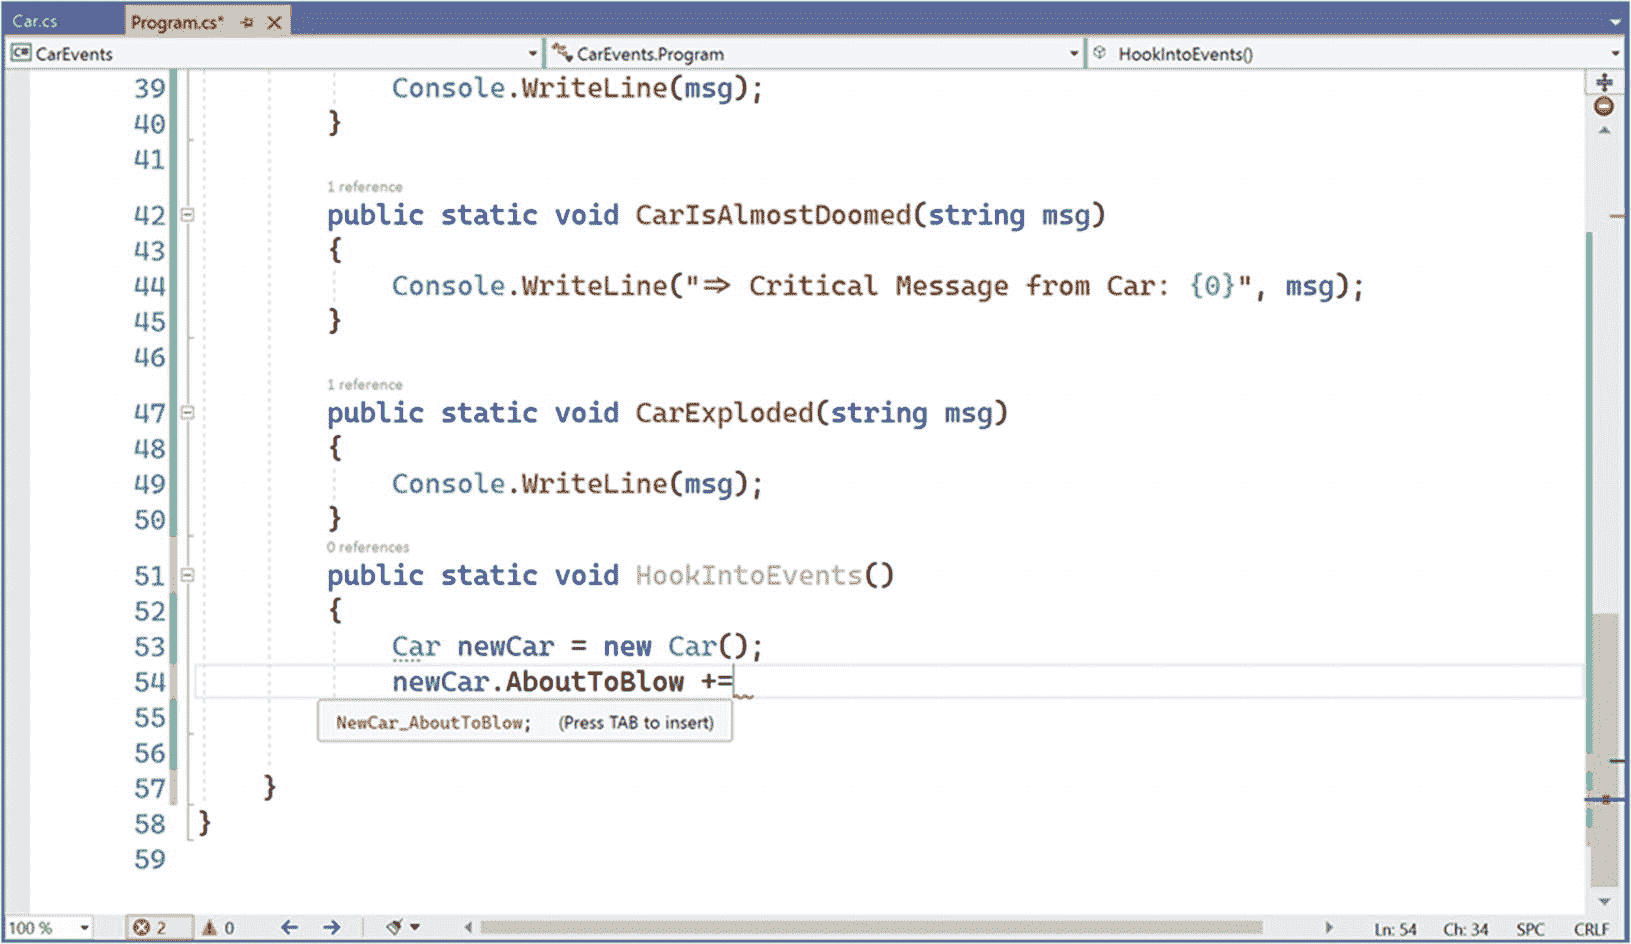 Car.cs Program.cs*
C# CarEvents CarEvents.Program HookIntoEvents()
39 Console.WriteLine(msg);
40 }
41
1 reference
42 public static void CarIsAlmostDoomed(string msg)
43 {
44 Console.WriteLine("=> Critical Message from Car: {0}", msg);
45 }
46
1 reference
47 public static void CarExploded(string msg)
48 {
49 Console.WriteLine(msg);
50 }
0 references
51 public static void HookIntoEvents()
52 {
53 Car newCar = new Car();
54 newCar.AboutToBlow +=
55 NewCar_AboutToBlow; (Press TAB to insert)
56
57 }
58 }
59
100 % 2 0 Ln: 54 Ch: 34 SPC CRLF